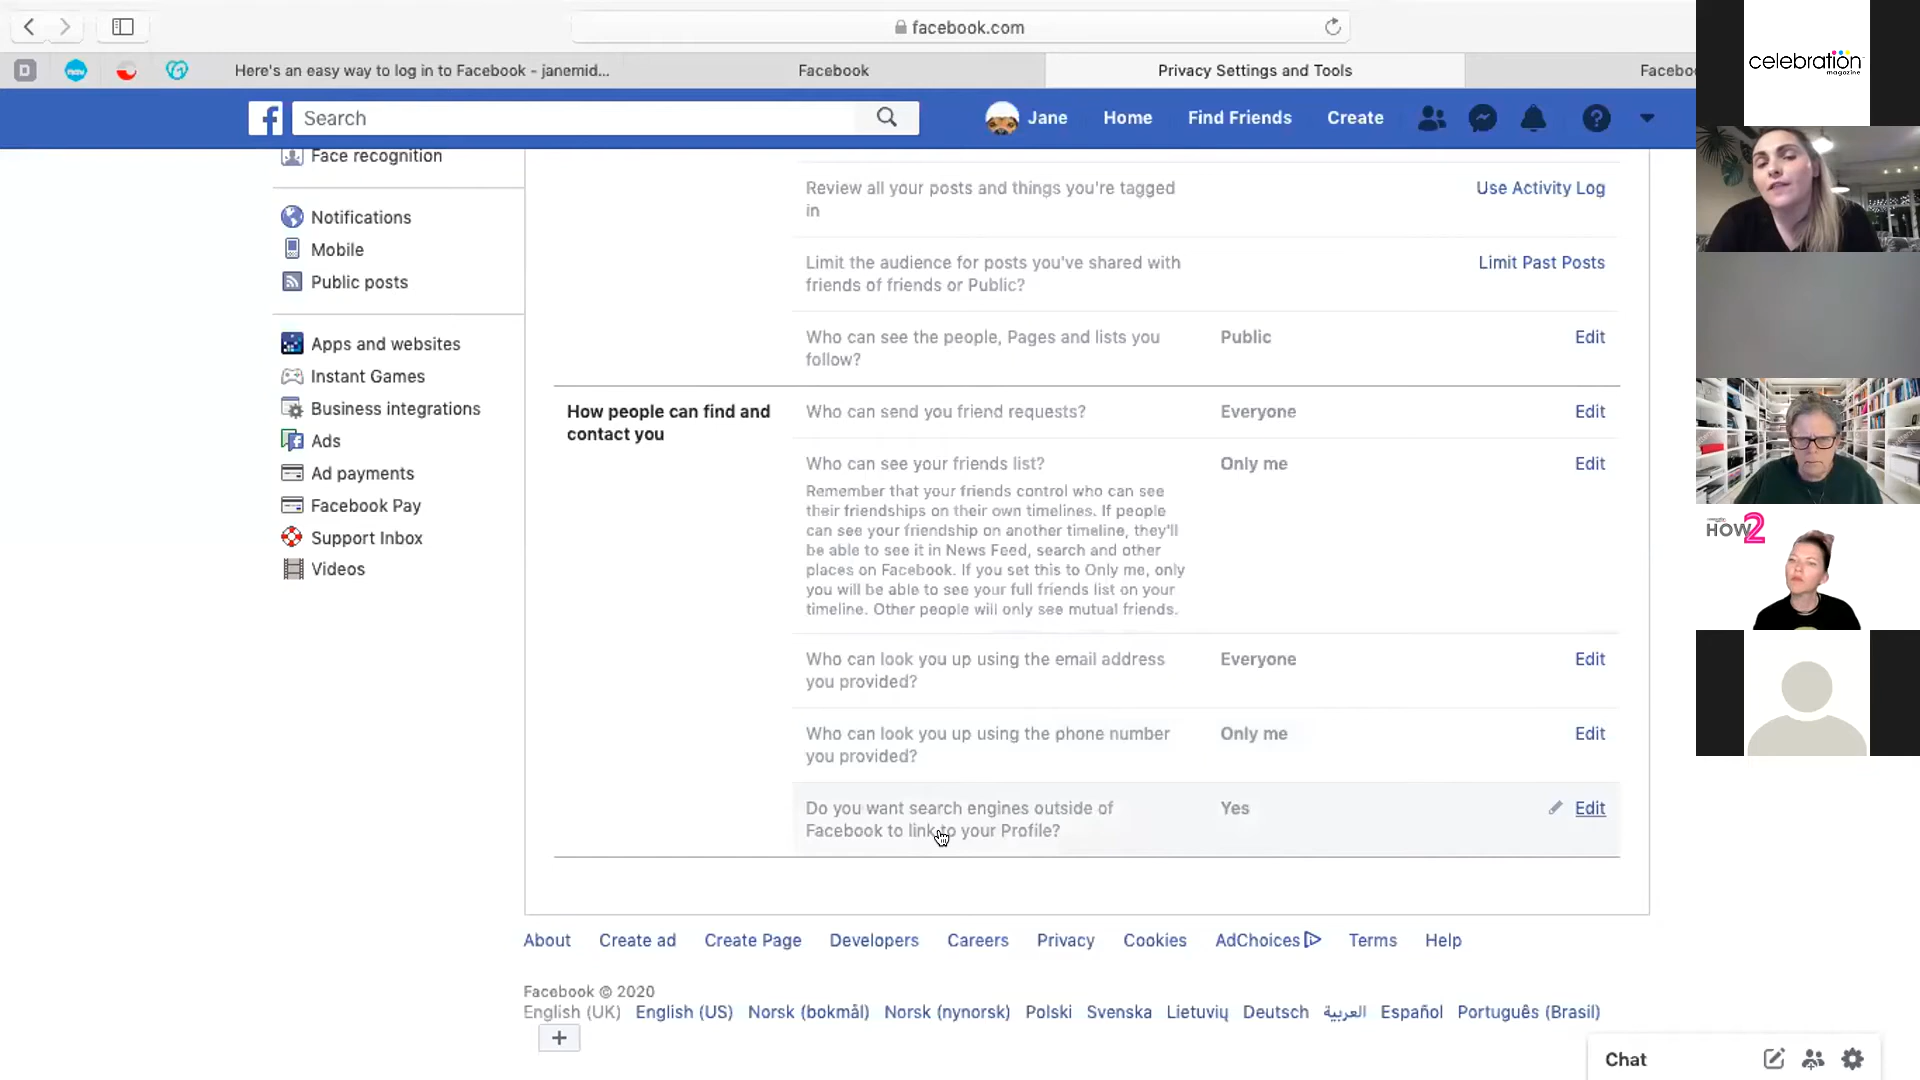 facebook.com
D
nav
Here's an easy way to log in to Facebook - janemid...
Facebook
Privacy Settings and Tools
Facebo
Search
Jane
Home
Find Friends
Create
Face recognition
Notifications
Mobile
Public posts
Apps and websites
Instant Games
Business integrations
Ads
Ad payments
Facebook Pay
Support Inbox
Videos
Review all your posts and things you're tagged
in
Use Activity Log
Limit the audience for posts you've shared with
friends of friends or Public?
Limit Past Posts
Who can see the people, Pages and lists you
follow?
Public
Edit
How people can find and
contact you
Who can send you friend requests?
Everyone
Edit
Who can see your friends list?
Only me
Edit
Remember that your friends control who can see
their friendships on their own timelines. If people
can see your friendship on another timeline, they'll
be able to see it in News Feed, search and other
places on Facebook. If you set this to Only me, only
you will be able to see your full friends list on your
timeline. Other people will only see mutual friends.
Who can look you up using the email address
you provided?
Everyone
Edit
Who can look you up using the phone number
you provided?
Only me
Edit
Do you want search engines outside of
Facebook to link to your Profile?
Yes
Edit
About
Create ad
Create Page
Developers
Careers
Privacy
Cookies
AdChoices
Terms
Help
Facebook © 2020
English (UK)
English (US)
Norsk (bokmål)
Norsk (nynorsk)
Polski
Svenska
Lietuvių
Deutsch
العربية
Español
Português (Brasil)
+
Chat
celebration
magazine
HOW2